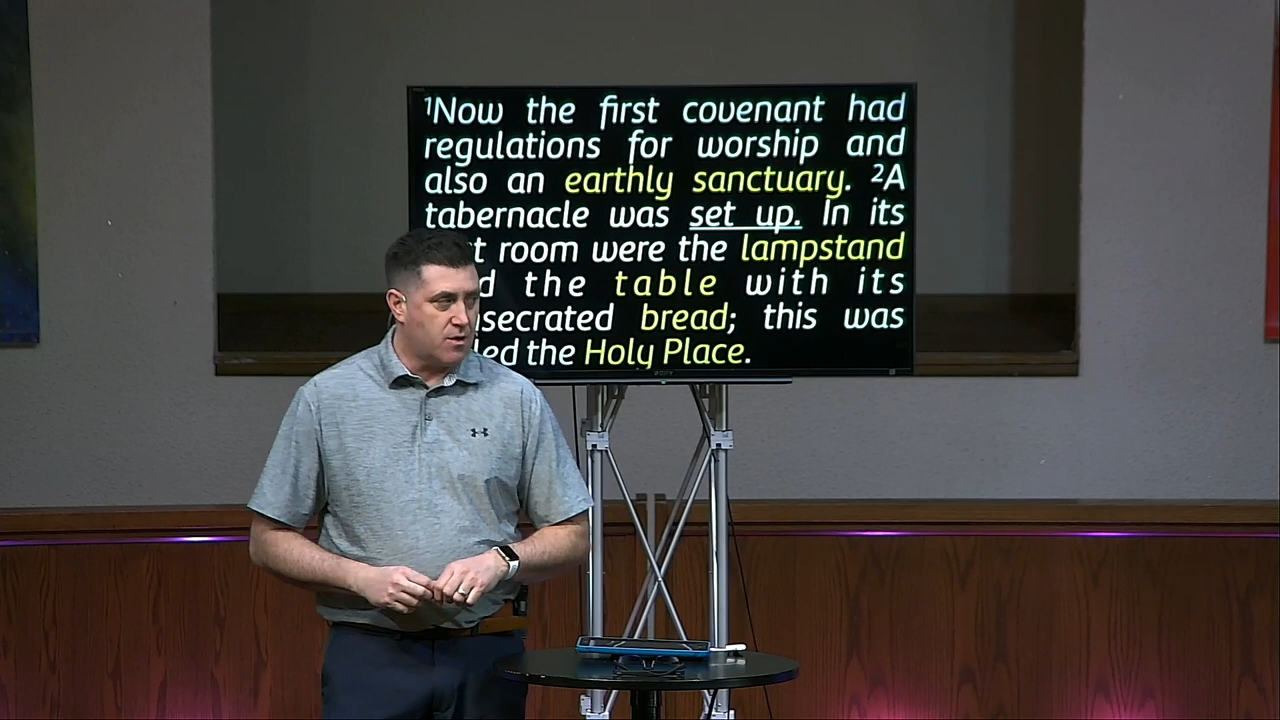 ¹Now the first covenant had
regulations for worship and
also an earthly sanctuary. ²A
tabernacle was set up. In its
room were the lampstand
the table with its
bread; this was
the Holy Place.
SONY